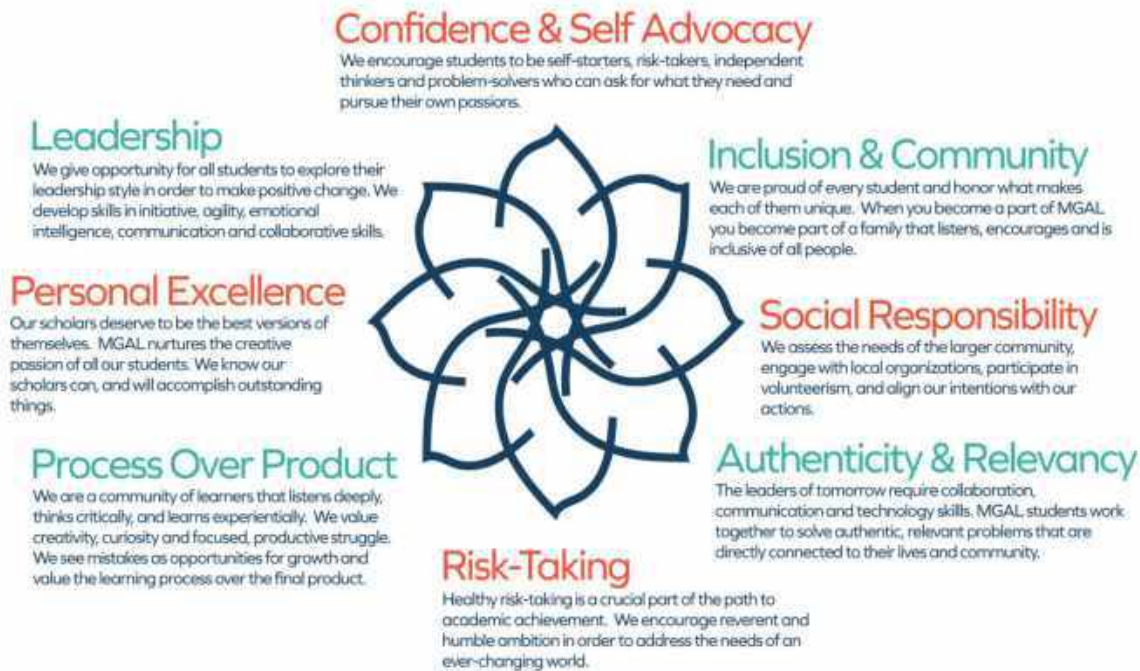 Confidence & Self Advocacy
We encourage students to be self-starters, risk-takers, independent
thinkers and problem-solvers who can ask for what they need and
pursue their own passions.
Leadership
We give opportunity for all students to explore their
leadership style in order to make positive change. We
develop skills in initiative, agility, emotional
intelligence, communication and collaborative skills.
Inclusion & Community
We are proud of every student and honor what makes
each of them unique. When you become a part of MGAL
you become part of a family that listens, encourages and is
inclusive of all people.
Personal Excellence
Our scholars deserve to be the best versions of
themselves. MGAL nurtures the creative
passion of all our students. We know our
scholars can, and will accomplish outstanding
things.
Social Responsibility
We assess the needs of the larger community,
engage with local organizations, participate in
volunteerism, and align our intentions with our
actions.
Process Over Product
We are a community of learners that listens deeply,
thinks critically, and learns experientially. We value
creativity, curiosity and focused, productive struggle.
We see mistakes as opportunities for growth and
value the learning process over the final product.
Authenticity & Relevancy
The leaders of tomorrow require collaboration,
communication and technology skills. MGAL students work
together to solve authentic, relevant problems that are
directly connected to their lives and community.
Risk-Taking
Healthy risk-taking is a crucial part of the path to
academic achievement. We encourage reverent and
humble ambition in order to address the needs of an
ever-changing world.